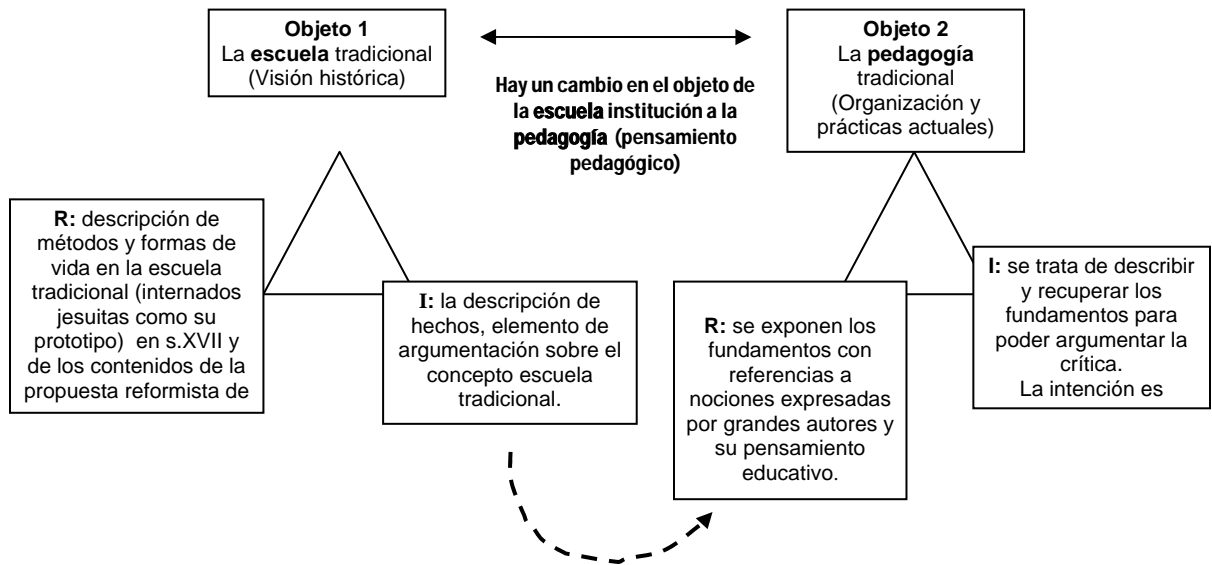 Objeto 1
La escuela tradicional
(Visión histórica)
Hay un cambio en el objeto de
la escuela institución a la
pedagogía (pensamiento
pedagógico)
Objeto 2
La pedagogía
tradicional
(Organización y
prácticas actuales)
R: descripción de
métodos y formas de
vida en la escuela
tradicional (internados
jesuitas como su
prototipo) en s.XVII y
de los contenidos de la
propuesta reformista de
I: la descripción de
hechos, elemento de
argumentación sobre el
concepto escuela
tradicional.
R: se exponen los
fundamentos con
referencias a
nociones expresadas
por grandes autores y
su pensamiento
educativo.
I: se trata de describir
y recuperar los
fundamentos para
poder argumentar la
crítica.
La intención es